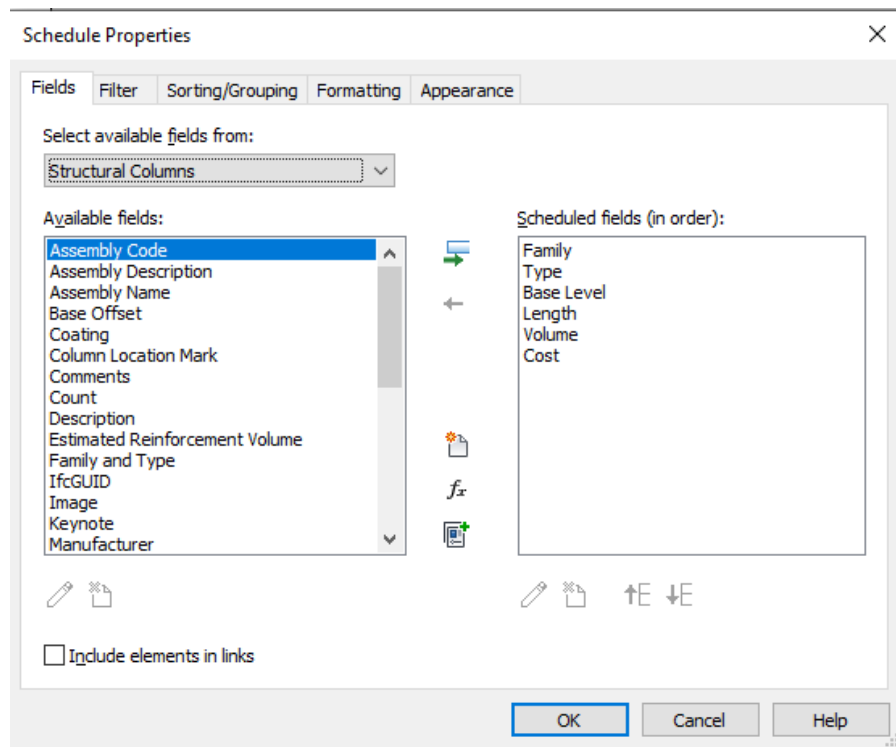 Schedule Properties
Fields Filter Sorting/Grouping Formatting Appearance
Select available fields from:
Structural Columns
Available fields:
Assembly Code
Assembly Description
Assembly Name
Base Offset
Coating
Column Location Mark
Comments
Count
Description
Estimated Reinforcement Volume
Family and Type
IfcGUID
Image
Keynote
Manufacturer
fx
Scheduled fields (in order):
Family
Type
Base Level
Length
Volume
Cost
Include elements in links
OK Cancel Help